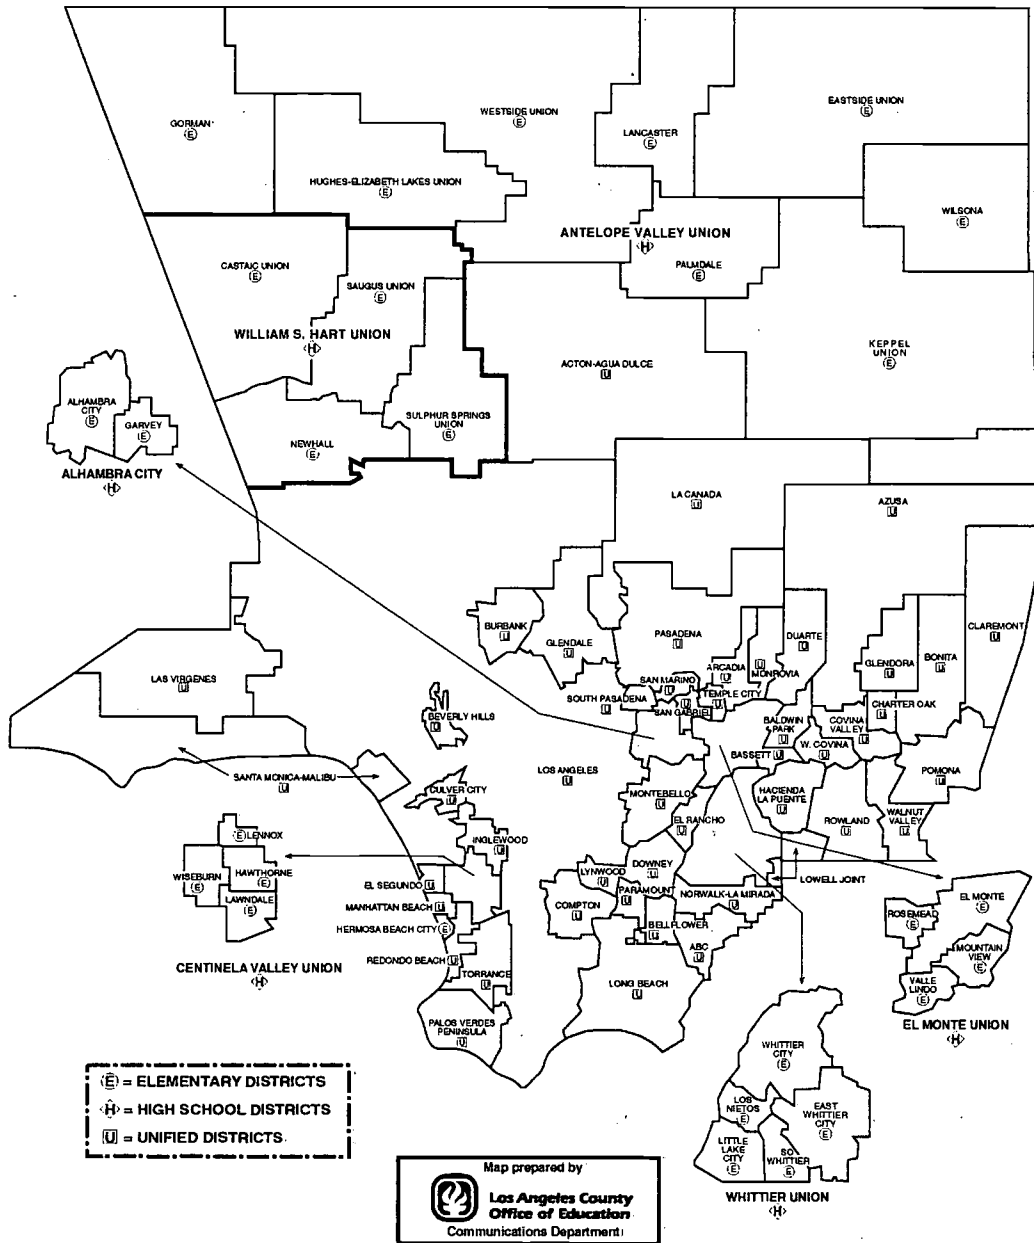 WESTSIDE UNION
E
EASTSIDE UNION
E
GORMAN
E
LANCASTER
E
HUGHES-ELIZABETH LAKES UNION
E
WILSONA
E
ANTELOPE VALLEY UNION
H
PALMDALE
E
CASTAIC UNION
E
SAUGUS UNION
E
WILLIAM S. HART UNION
H
ACTON-AGUA DULCE
U
KEPPEL
UNION
E
ALHAMBRA
CITY
E
GARVEY
E
ALHAMBRA CITY
H
NEWHALL
E
SULPHUR SPRINGS
UNION
E
LA CANADA
U
AZUSA
U
BURBANK
U
GLENDALE
U
PASADENA
U
ARCADIA
U
U
MONROVIA
DUARTE
U
GLENDORA
U
BONITA
U
CLAREMONT
U
LAS VIRGENES
U
SAN MARINO
U
TEMPLE CITY
U
SOUTH PASADENA
U
U
SAN GABRIEL
CHARTER OAK
U
BEVERLY HILLS
U
BALDWIN
PARK
U
COVINA
VALLEY
U
W. COVINA
U
BASSETT
U
POMONA
U
SANTA MONICA-MALIBU
U
LOS ANGELES
U
CULVER CITY
U
MONTEBELLO
U
HACIENDA
LA PUENTE
U
EL RANCHO
U
ROWLAND
U
WALNUT
VALLEY
U
INGLEWOOD
U
E LENNOX
WISEBURN
E
HAWTHORNE
E
LAWNDALE
E
CENTINELA VALLEY UNION
H
EL SEGUNDO U
MANHATTAN BEACH U
HERMOSA BEACH CITY E
REDONDO BEACH U
TORRANCE
U
PALOS VERDES
PENINSULA
U
DOWNEY
U
LYNWOOD
U
PARAMOUNT
U
COMPTON
U
NORWALK-LA MIRADA
U
LOWELL JOINT
BELLFLOWER
U
ABC
U
LONG BEACH
U
EL MONTE
E
ROSEMEAD
E
MOUNTAIN
VIEW
E
VALLE
LINDO
E
EL MONTE UNION
H
WHITTIER
CITY
E
LOS
NIETOS
E
EAST
WHITTIER
CITY
E
LITTLE
LAKE
CITY
E
SO
WHITTIER
E
WHITTIER UNION
H
E = ELEMENTARY DISTRICTS
H = HIGH SCHOOL DISTRICTS
U = UNIFIED DISTRICTS
Map prepared by
Los Angeles County
Office of Education
Communications Department